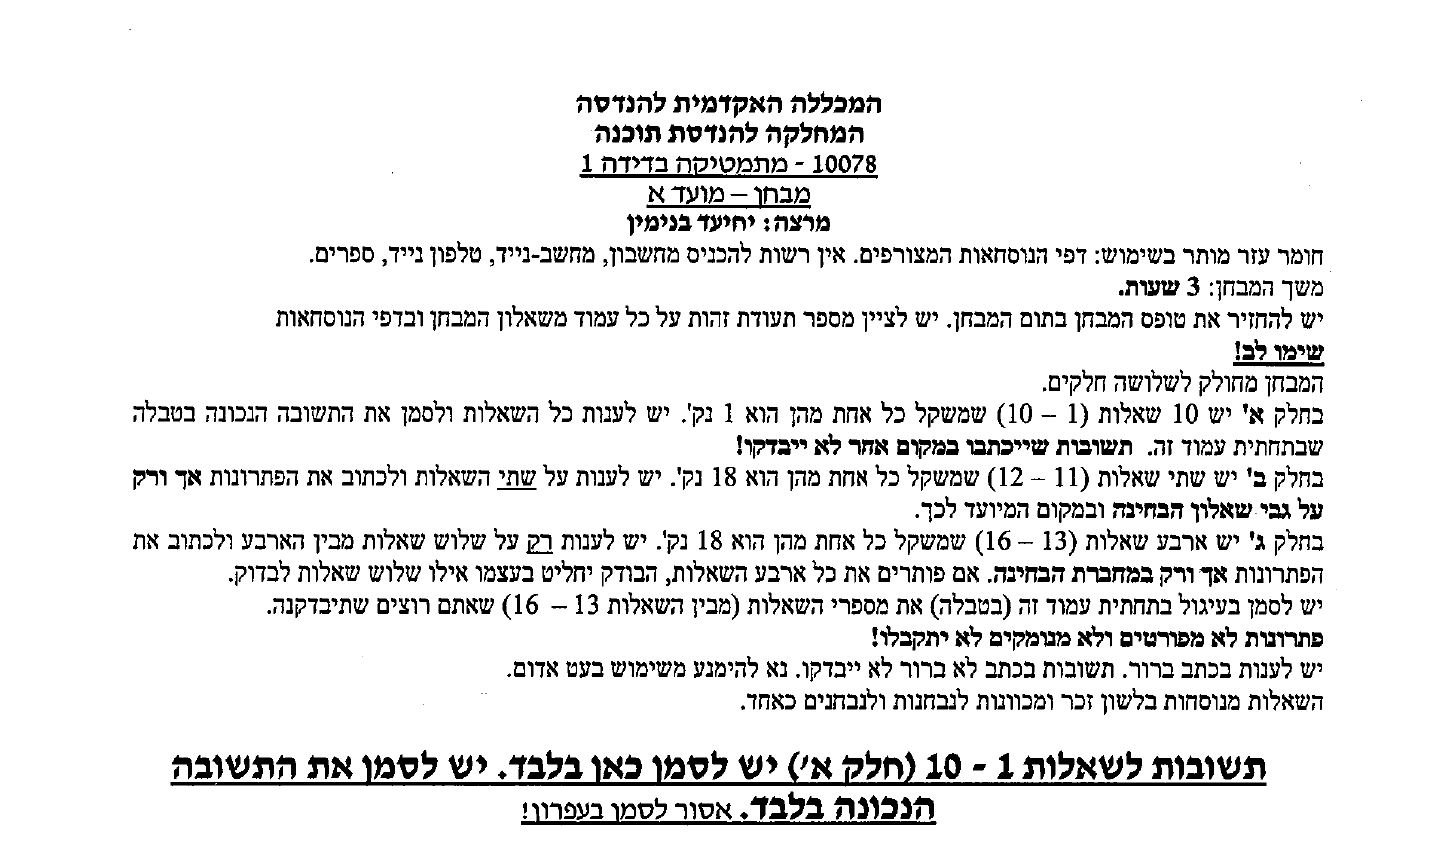 המכללה האקדמית להנדסה
המחלקה להנדסת תוכנה
10078 - מתמטיקה בדידה 1
מבחן – מועד א
מרצה: יחיעד בנימין
חומר עזר מותר בשימוש: דפי הנוסחאות המצורפים. אין רשות להכניס מחשבון, מחשב-נייד, טלפון נייד, ספרים.
משך המבחן: 3 שעות.
יש להחזיר את טופס המבחן בתום המבחן. יש לציין מספר תעודת זהות על כל עמוד משאלון המבחן ובדפי הנוסחאות
שימו לב!
המבחן מחולק לשלושה חלקים.
בחלק א' יש 10 שאלות (1 – 10) שמשקל כל אחת מהן הוא 1 נק'. יש לענות כל השאלות ולסמן את התשובה הנכונה בטבלה
שבתחתית עמוד זה. תשובות שייכתבו במקום אחר לא ייבדקו!
בחלק ב' יש שתי שאלות (11 – 12) שמשקל כל אחת מהן הוא 18 נק'. יש לענות על שתי השאלות ולכתוב את הפתרונות אך ורק
על גבי שאלון הבחינה ובמקום המיועד לכך.
בחלק ג' יש ארבע שאלות (13 – 16) שמשקל כל אחת מהן הוא 18 נק'. יש לענות רק על שלוש שאלות מבין הארבע ולכתוב את
הפתרונות אך ורק במחברת הבחינה. אם פותרים את כל ארבע השאלות, הבודק יחליט בעצמו אילו שלוש שאלות לבדוק.
יש לסמן בעיגול בתחתית עמוד זה (בטבלה) את מספרי השאלות (מבין השאלות 13 – 16) שאתם רוצים שתיבדקנה.
פתרונות לא מפורטים ולא מנומקים לא יתקבלו!
יש לענות בכתב ברור. תשובות בכתב לא ברור לא ייבדקו. נא להימנע משימוש בעט אדום.
השאלות מנוסחות בלשון זכר ומכוונות לנבחנות ולנבחנים כאחד.
תשובות לשאלות 1 - 10 (חלק א') יש לסמן כאן בלבד. יש לסמן את התשובה
הנכונה בלבד. אסור לסמן בעפרון!